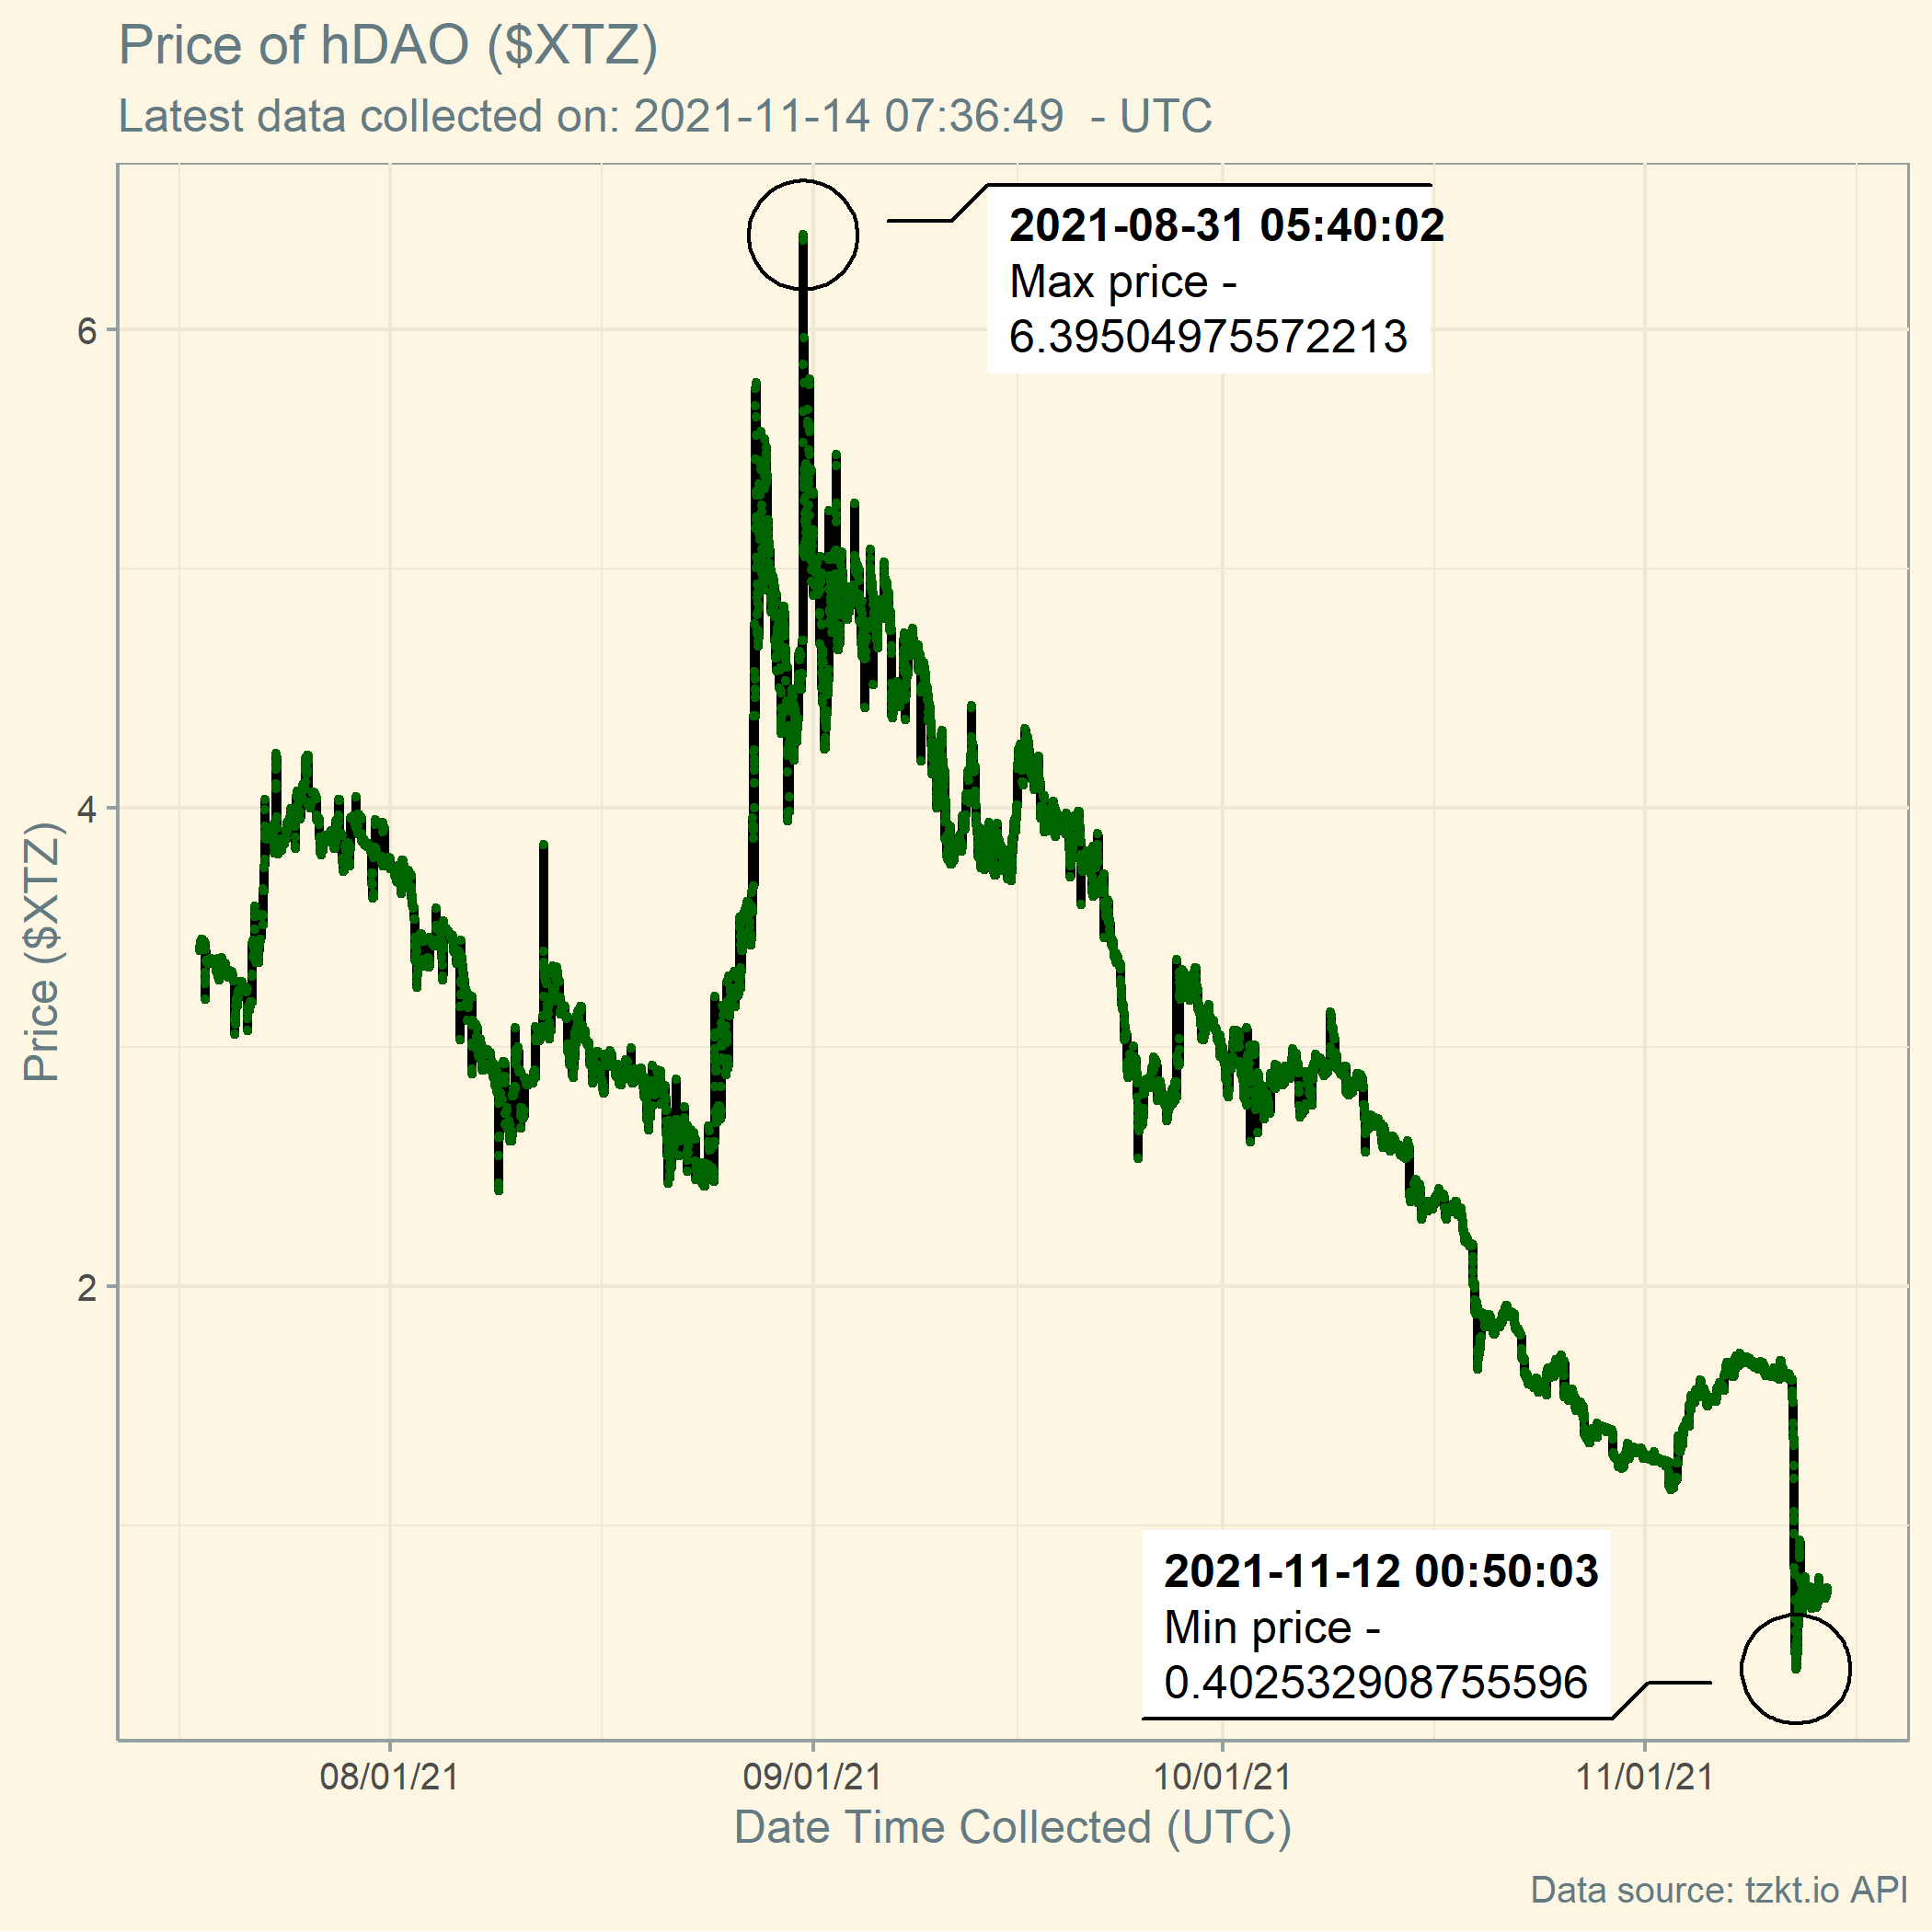 Price of hDAO ($XTZ)
Latest data collected on: 2021-11-14 07:36:49  - UTC
2021-08-31 05:40:02
Max price -
6.39504975572213
6
4
2
Price ($XTZ)
2021-11-12 00:50:03
Min price -
0.402532908755596
08/01/21
09/01/21
10/01/21
11/01/21
Date Time Collected (UTC)
Data source: tzkt.io API